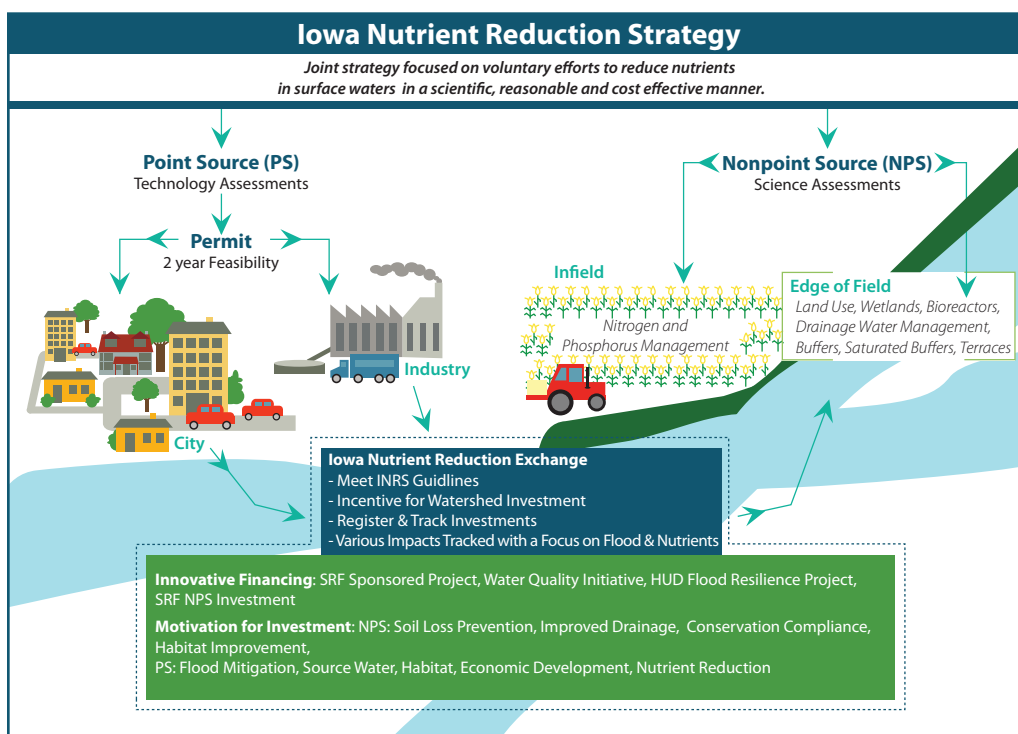 Iowa Nutrient Reduction Strategy
Joint strategy focused on voluntary efforts to reduce nutrients
in surface waters in a scientific, reasonable and cost effective manner.
Point Source (PS)
Technology Assessments
Permit
2 year Feasibility
City
Industry
Nonpoint Source (NPS)
Science Assessments
Infield
Nitrogen and
Phosphorus Management
Edge of Field
Land Use, Wetlands, Bioreactors,
Drainage Water Management,
Buffers, Saturated Buffers, Terraces
Iowa Nutrient Reduction Exchange
- Meet INRS Guidlines
- Incentive for Watershed Investment
- Register & Track Investments
- Various Impacts Tracked with a Focus on Flood & Nutrients
Innovative Financing: SRF Sponsored Project, Water Quality Initiative, HUD Flood Resilience Project,
SRF NPS Investment
Motivation for Investment: NPS: Soil Loss Prevention, Improved Drainage, Conservation Compliance,
Habitat Improvement,
PS: Flood Mitigation, Source Water, Habitat, Economic Development, Nutrient Reduction